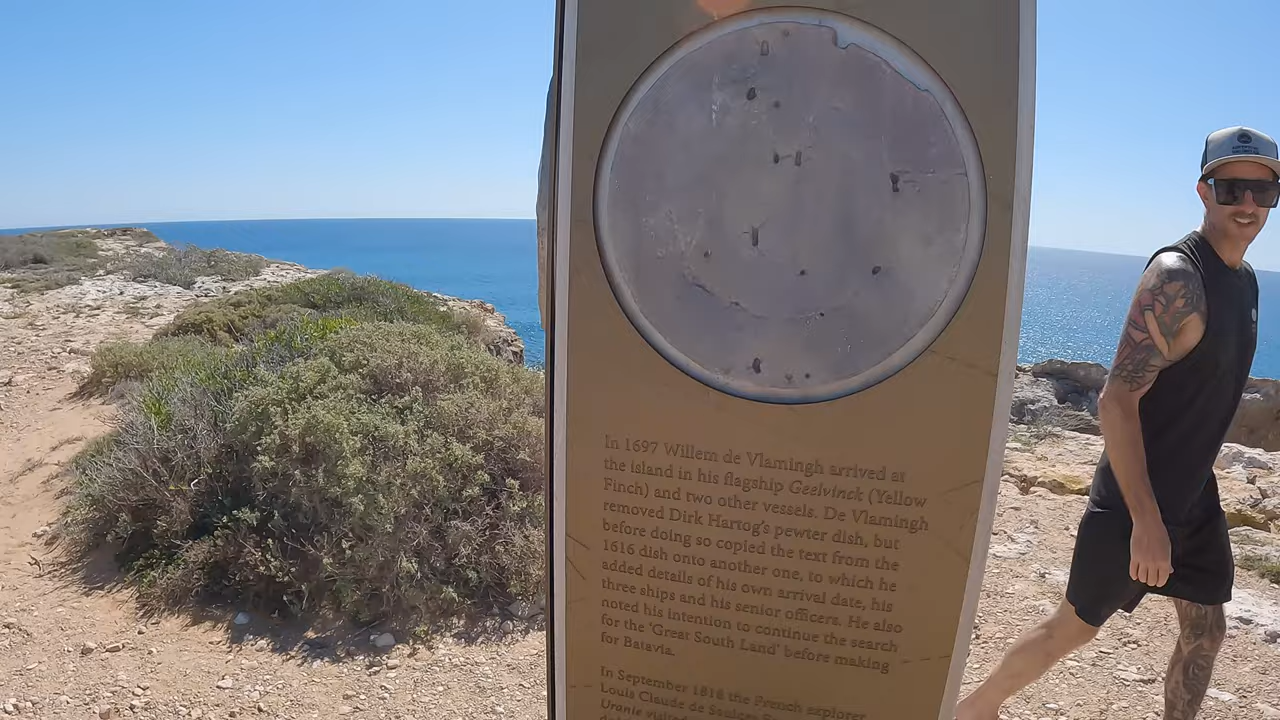 In 1697 Willem de Vlamingh arrived at
the island in his flagship Geelvinck (Yellow
Finch) and two other vessels. De Vlamingh
removed Dirk Hartog's pewter dish, but
before doing so copied the text from the
1616 dish onto another one, to which he
added details of his own arrival date, his
three ships and his senior officers. He also
noted his intention to continue the search
for the 'Great South Land' before making
for Batavia.
In September 1818 the French explorer
Louis Claude de Saulces
Uranie visited